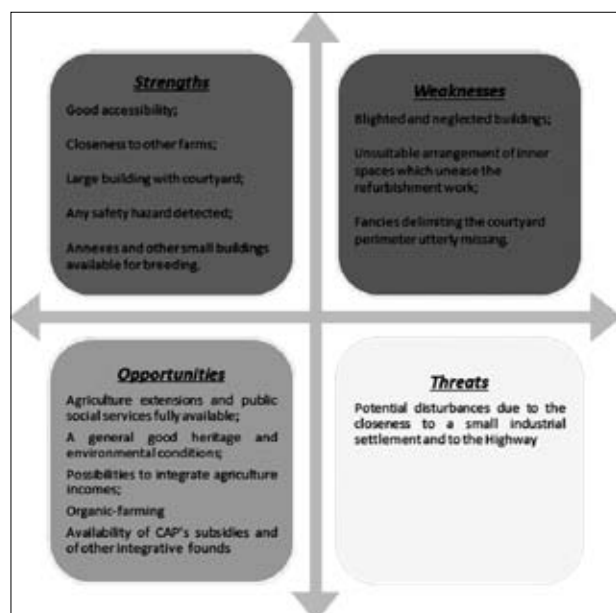 Strengths
Good accessibility;
Closeness to other farms;
Large building with courtyard;
Any safety hazard detected;
Annexes and other small buildings
available for breeding.
Weaknesses
Blighted and neglected buildings;
Unsuitable arrangement of inner
spaces which unease the
refurbishment work;
Fancies delimiting the courtyard
perimeter utterly missing.
Opportunities
Agriculture extensions and public
social services fully available;
A general good heritage and
environmental conditions;
Possibilities to integrate agriculture
incomes;
Organic-farming
Availability of CAP's subsidies and
of other integrative founds
Threats
Potential disturbances due to the
closeness to a small industrial
settlement and to the Highway